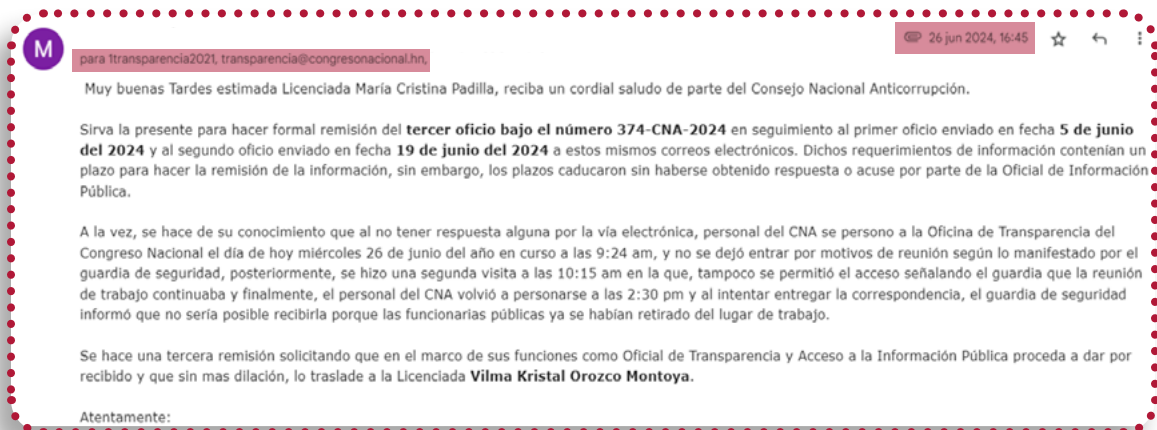 M
26 jun 2024, 16:45
para 1transparencia2021, transparencia@congresonacional.hn,
Muy buenas Tardes estimada Licenciada María Cristina Padilla, reciba un cordial saludo de parte del Consejo Nacional Anticorrupción.
Sirva la presente para hacer formal remisión del tercer oficio bajo el número 374-CNA-2024 en seguimiento al primer oficio enviado en fecha 5 de junio
del 2024 y al segundo oficio enviado en fecha 19 de junio del 2024 a estos mismos correos electrónicos. Dichos requerimientos de información contenían un
plazo para hacer la remisión de la información, sin embargo, los plazos caducaron sin haberse obtenido respuesta o acuse por parte de la Oficial de Información
Pública.
A la vez, se hace de su conocimiento que al no tener respuesta alguna por la vía electrónica, personal del CNA se persono a la Oficina de Transparencia del
Congreso Nacional el día de hoy miércoles 26 de junio del año en curso a las 9:24 am, y no se dejó entrar por motivos de reunión según lo manifestado por el
guardia de seguridad, posteriormente, se hizo una segunda visita a las 10:15 am en la que, tampoco se permitió el acceso señalando el guardia que la reunión
de trabajo continuaba y finalmente, el personal del CNA volvió a personarse a las 2:30 pm y al intentar entregar la correspondencia, el guardia de seguridad
informó que no sería posible recibirla porque las funcionarias públicas ya se habían retirado del lugar de trabajo.
Se hace una tercera remisión solicitando que en el marco de sus funciones como Oficial de Transparencia y Acceso a la Información Pública proceda a dar por
recibido y que sin mas dilación, lo traslade a la Licenciada Vilma Kristal Orozco Montoya.
Atentamente: